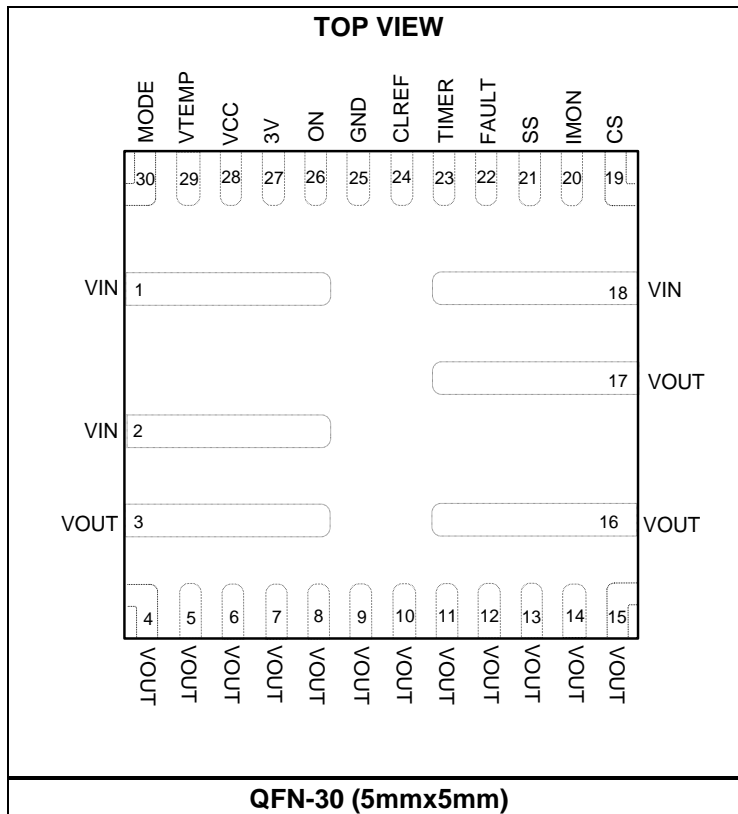 TOP VIEW
MODE VTEMP VCC 3V ON GND CLREF TIMER FAULT SS IMON CS
30 29 28 27 26 25 24 23 22 21 20 19
VIN 1 18 VIN
17 VOUT
VIN 2
VOUT 3 16 VOUT
4 5 6 7 8 9 10 11 12 13 14 15
VOUT VOUT VOUT VOUT VOUT VOUT VOUT VOUT VOUT VOUT VOUT VOUT
QFN-30 (5mmx5mm)